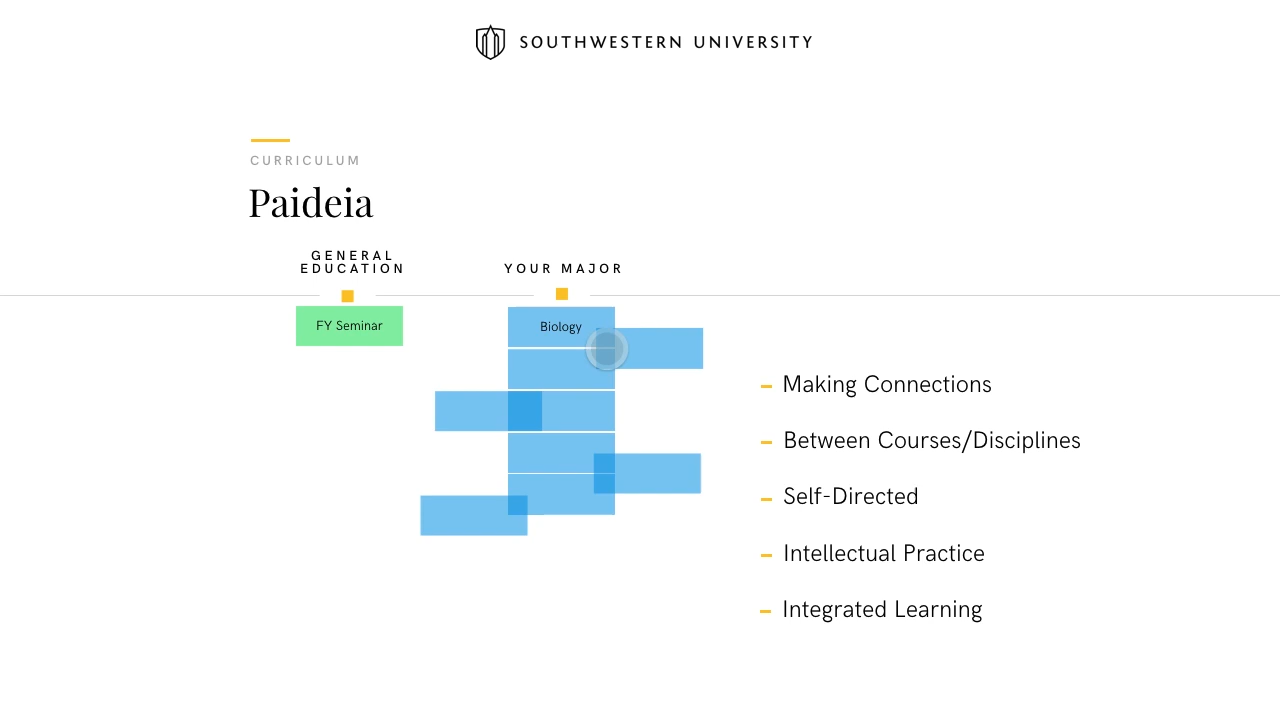 SOUTHWESTERN UNIVERSITY
CURRICULUM
Paideia
GENERAL
EDUCATION
YOUR MAJOR
FY Seminar
Biology
Making Connections
Between Courses/Disciplines
Self-Directed
Intellectual Practice
Integrated Learning